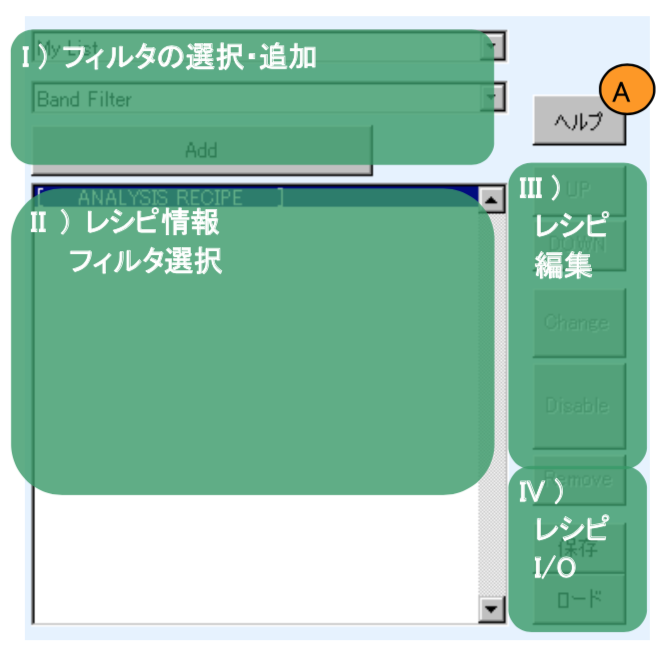 My List
I) フィルタの選択・追加
Band Filter
Add
A
ヘルプ
[ ANALYSIS RECIPE ]
II ) レシピ情報
フィルタ選択
III )
UP
レシピ
DOWN
編集
Change
Disable
Remove
IV )
レシピ
保存
I/O
ロード